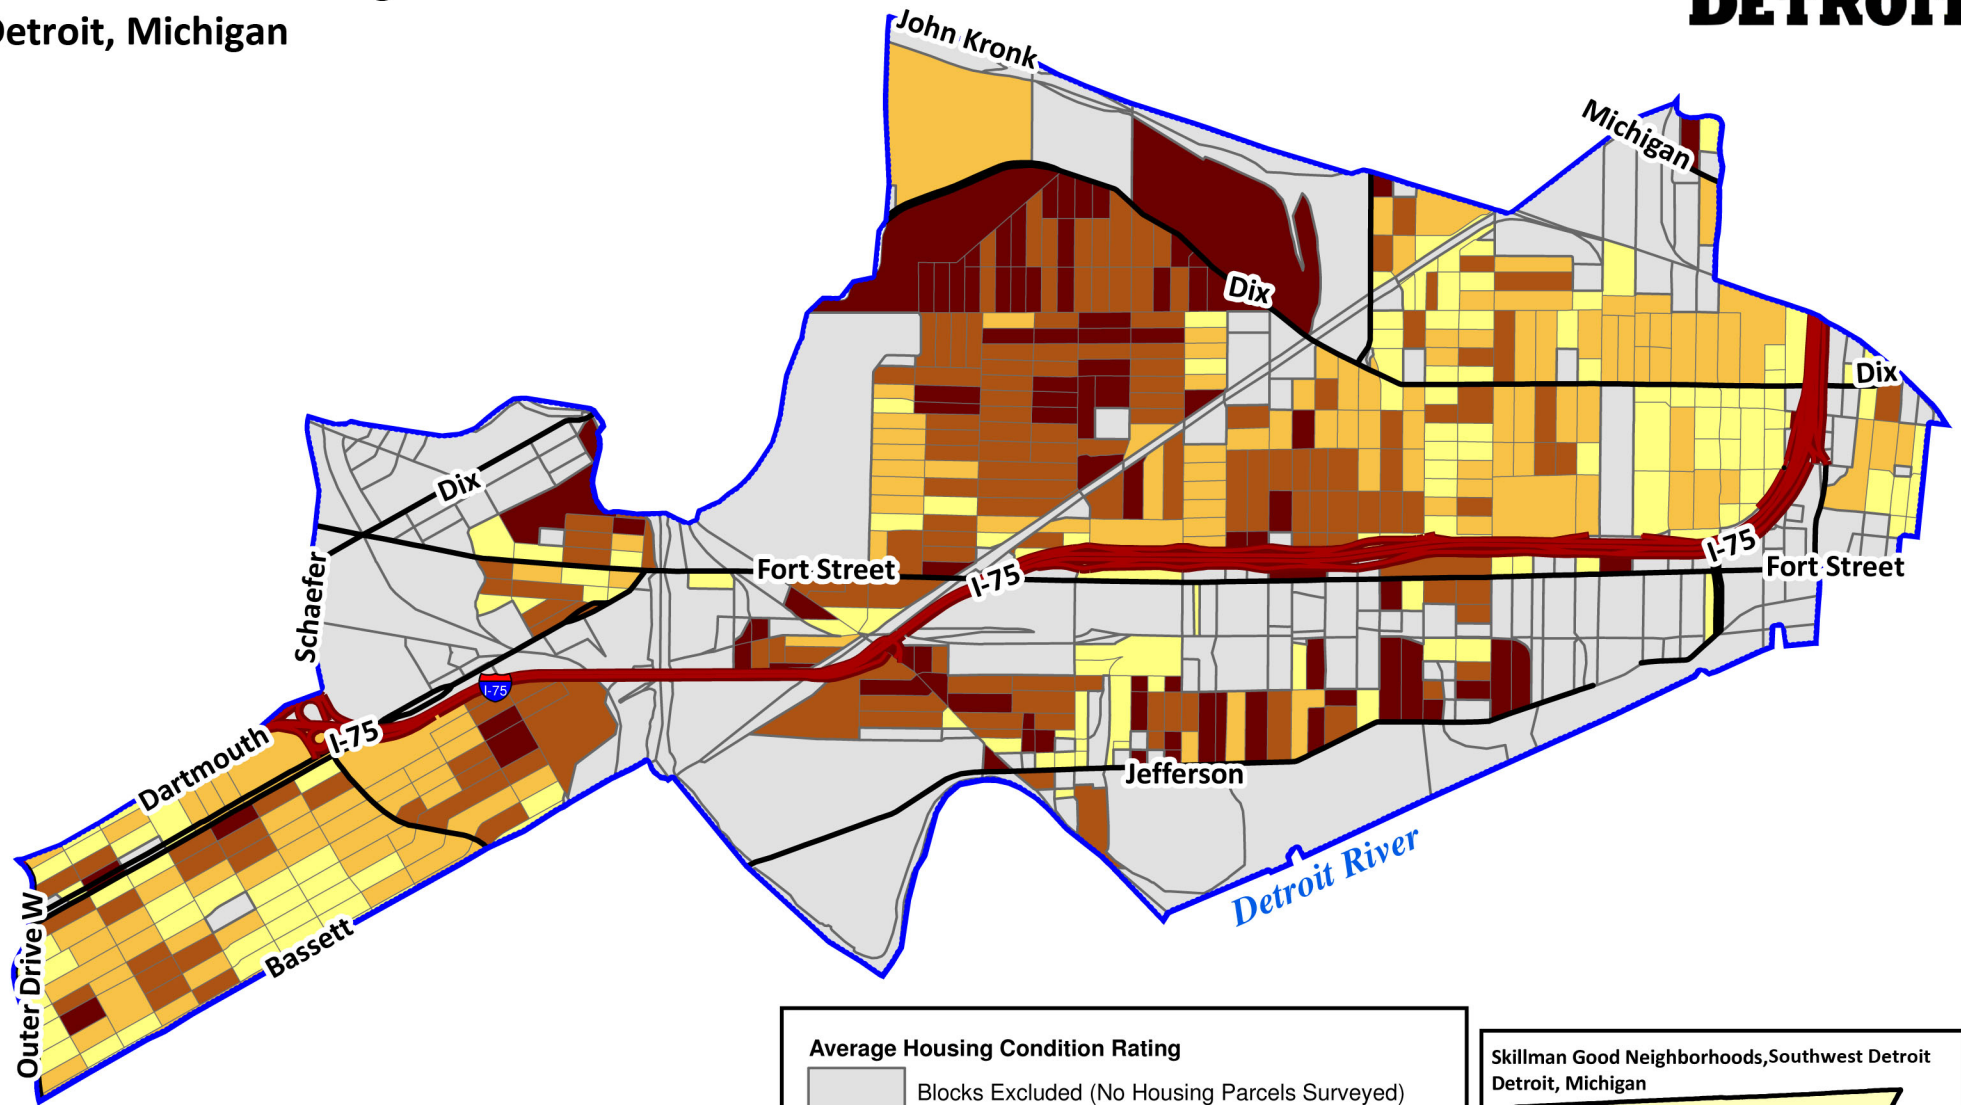 Detroit, Michigan
DETROIT
John Kronk
Michigan
Dix
Dix
Dix
Schaefer
Fort Street
I-75
I-75
Fort Street
I-75
I-75
Dartmouth
Jefferson
Detroit River
Outer Drive W
Bassett
Average Housing Condition Rating
Blocks Excluded (No Housing Parcels Surveyed)
Skillman Good Neighborhoods,Southwest Detroit
Detroit, Michigan